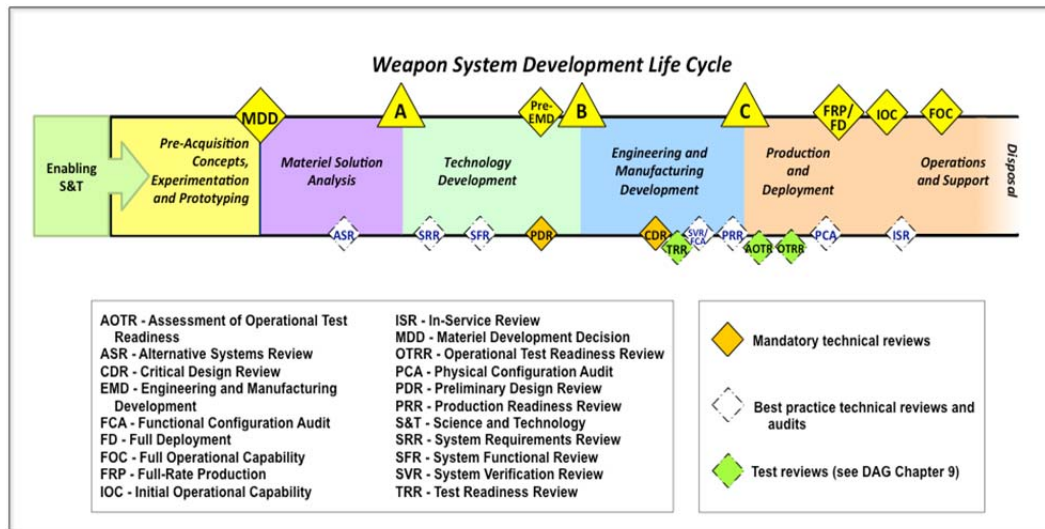 Weapon System Development Life Cycle
MDD
A
Pre-
EMD
B
C
FRP/
FD
IOC
FOC
Enabling
S&T
Pre-Acquisition
Concepts,
Experimentation
and Prototyping
Materiel Solution
Analysis
Technology
Development
Engineering and
Manufacturing
Development
Production
and
Deployment
Operations
and Support
Disposal
ASR
SRR
SFR
PDR
CDR
TRR
SVR/
FCA
PRR
AOTR
OTRR
PCA
ISR
AOTR - Assessment of Operational Test
Readiness
ASR - Alternative Systems Review
CDR - Critical Design Review
EMD - Engineering and Manufacturing
Development
FCA - Functional Configuration Audit
FD - Full Deployment
FOC - Full Operational Capability
FRP - Full-Rate Production
IOC - Initial Operational Capability
ISR - In-Service Review
MDD - Materiel Development Decision
OTRR - Operational Test Readiness Review
PCA - Physical Configuration Audit
PDR - Preliminary Design Review
PRR - Production Readiness Review
S&T - Science and Technology
SRR - System Requirements Review
SFR - System Functional Review
SVR - System Verification Review
TRR - Test Readiness Review
Mandatory technical reviews
Best practice technical reviews and
audits
Test reviews (see DAG Chapter 9)